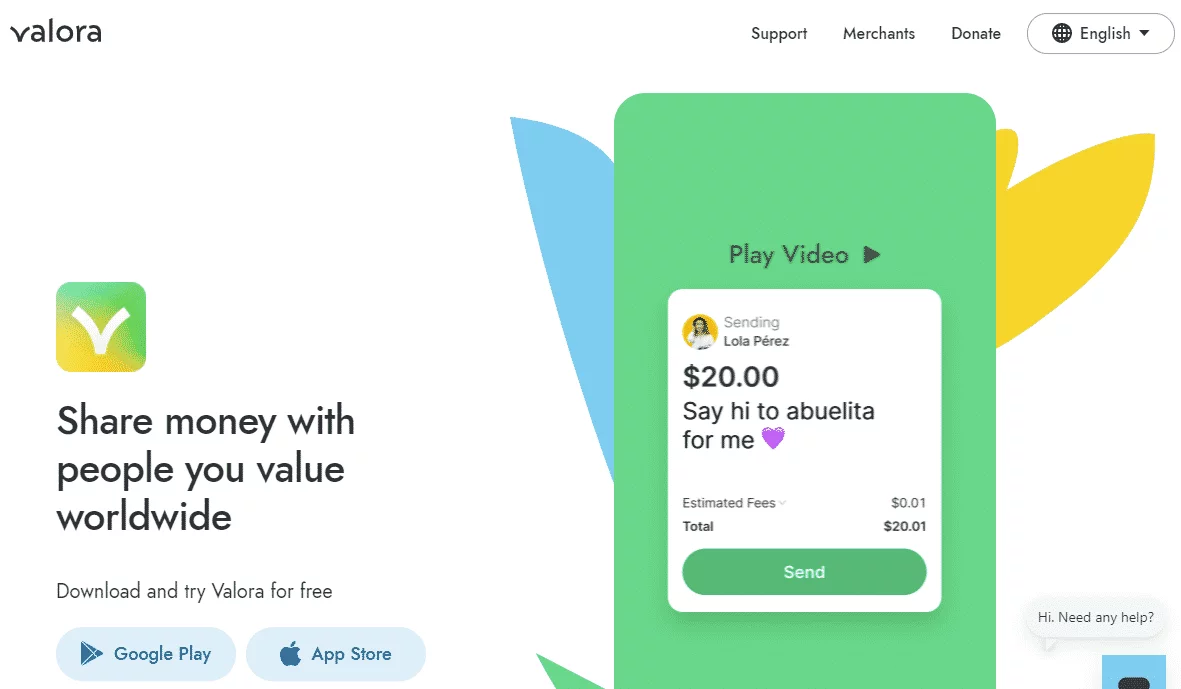 valora
Support
Merchants
Donate
English
Play Video
Sending
Lola Pérez
$20.00
Say hi to abuelita
for me 💜
Estimated Fees $0.01
Total $20.01
Send
Share money with
people you value
worldwide
Download and try Valora for free
Google Play
App Store
Hi. Need any help?